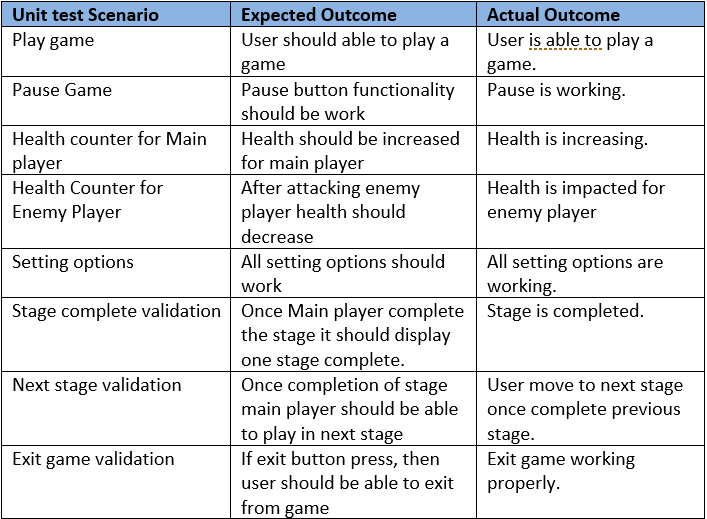 Unit test Scenario
Expected Outcome
Actual Outcome
Play game
User should able to play a
game
User is able to play a
game.
Pause Game
Pause button functionality
should be work
Pause is working.
Health counter for Main
player
Health should be increased
for main player
Health is increasing.
Health Counter for
Enemy Player
After attacking enemy
player health should
decrease
Health is impacted for
enemy player
Setting options
All setting options should
work
All setting options are
working.
Stage complete validation
Once Main player complete
the stage it should display
one stage complete.
Stage is completed.
Next stage validation
Once completion of stage
main player should be able
to play in next stage
User move to next stage
once complete previous
stage.
Exit game validation
If exit button press, then
user should be able to exit
from game
Exit game working
properly.